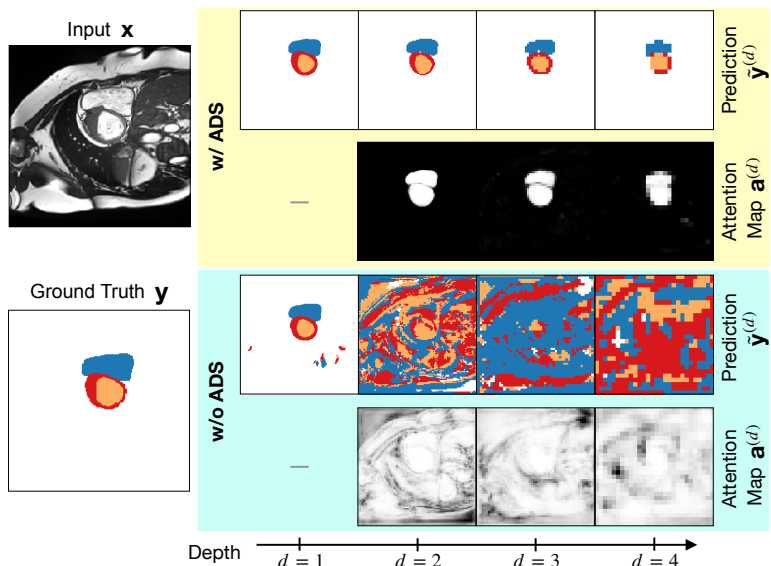 Input x
w/ ADS
Prediction
ỹ^(d)
Attention
Map a^(d)
Ground Truth y
w/o ADS
Prediction
ỹ^(d)
Attention
Map a^(d)
Depth
d = 1
d = 2
d = 3
d = 4